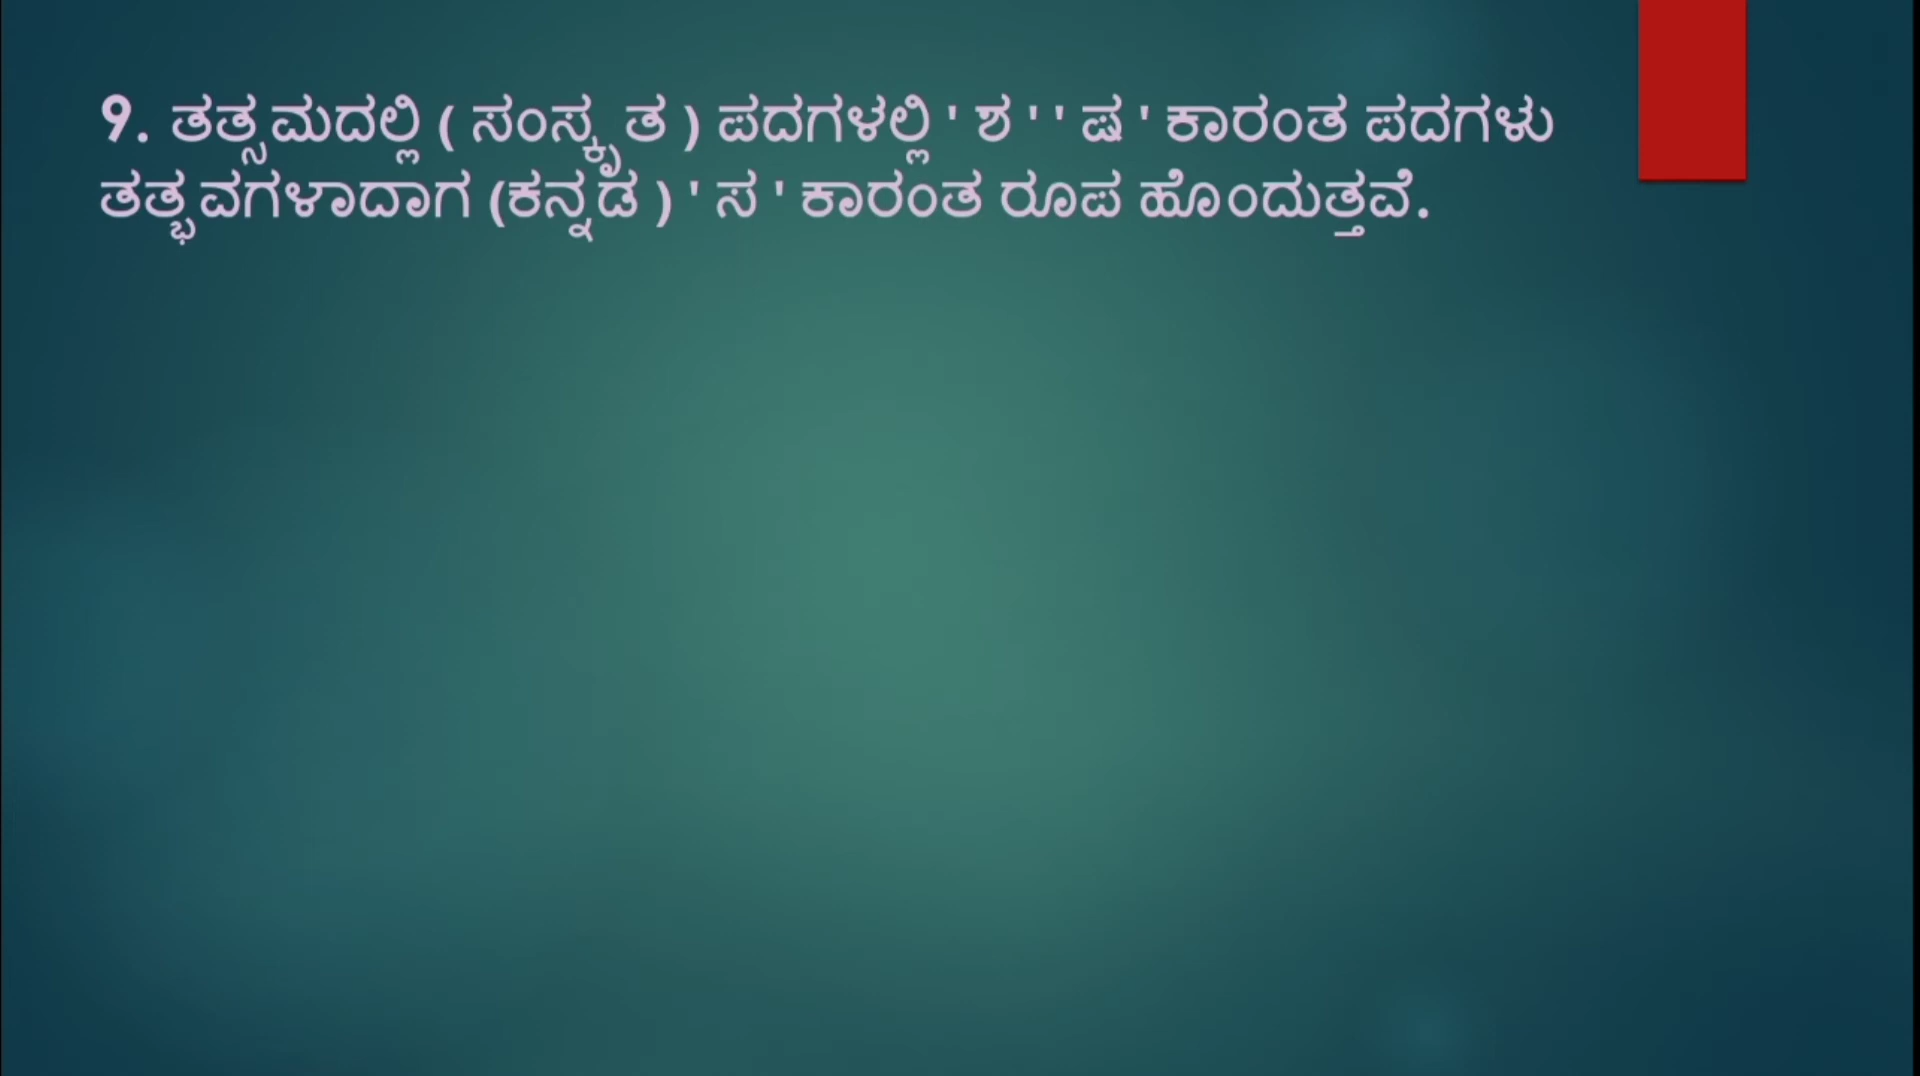 9. ತತ್ಸಮದಲ್ಲಿ ( ಸಂಸ್ಕೃತ ) ಪದಗಳಲ್ಲಿ ' ಶ ' ' ಷ ' ಕಾರಂತ ಪದಗಳು
ತತ್ಭವಗಳಾದಾಗ (ಕನ್ನಡ ) ' ಸ ' ಕಾರಂತ ರೂಪ ಹೊಂದುತ್ತವೆ.